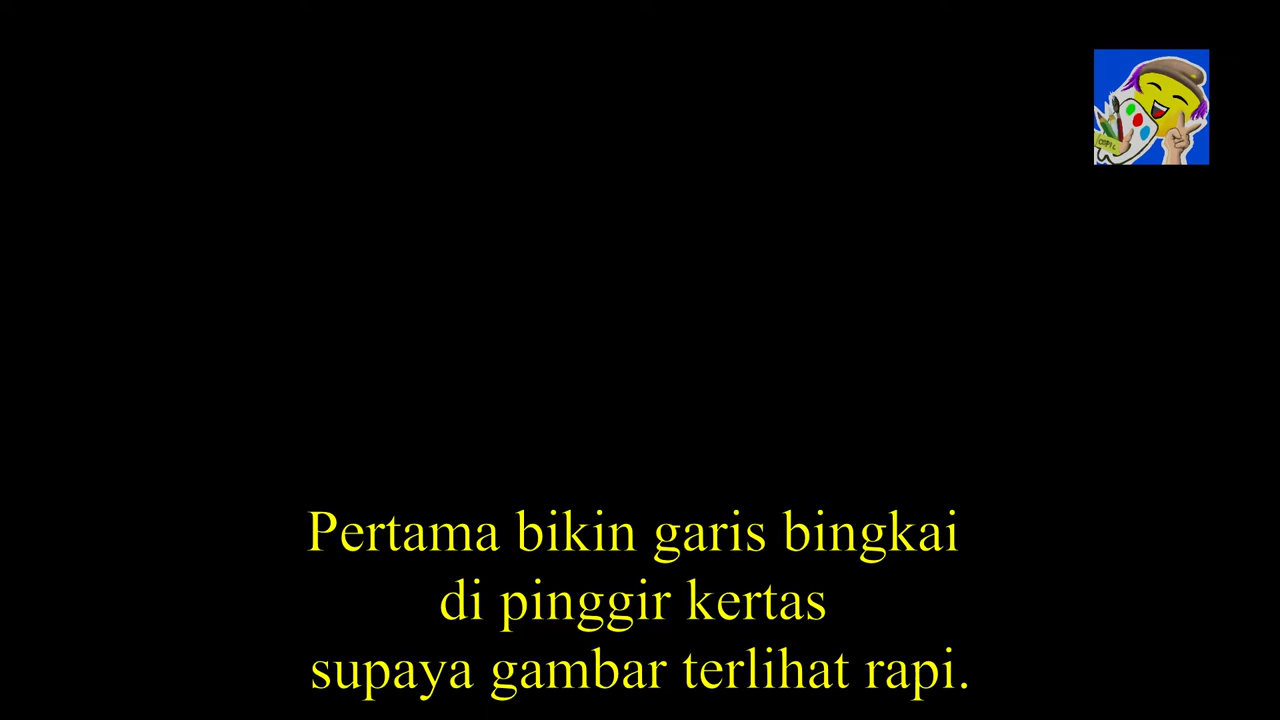 Pertama bikin garis bingkai
di pinggir kertas
supaya gambar terlihat rapi.